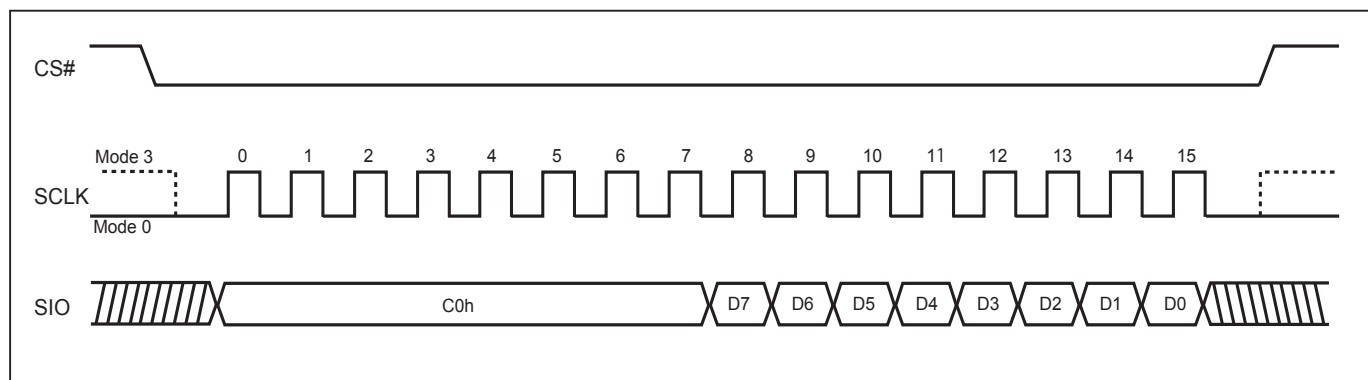 CS#
Mode 3
0 1 2 3 4 5 6 7 8 9 10 11 12 13 14 15
SCLK
Mode 0
SIO
C0h D7 D6 D5 D4 D3 D2 D1 D0